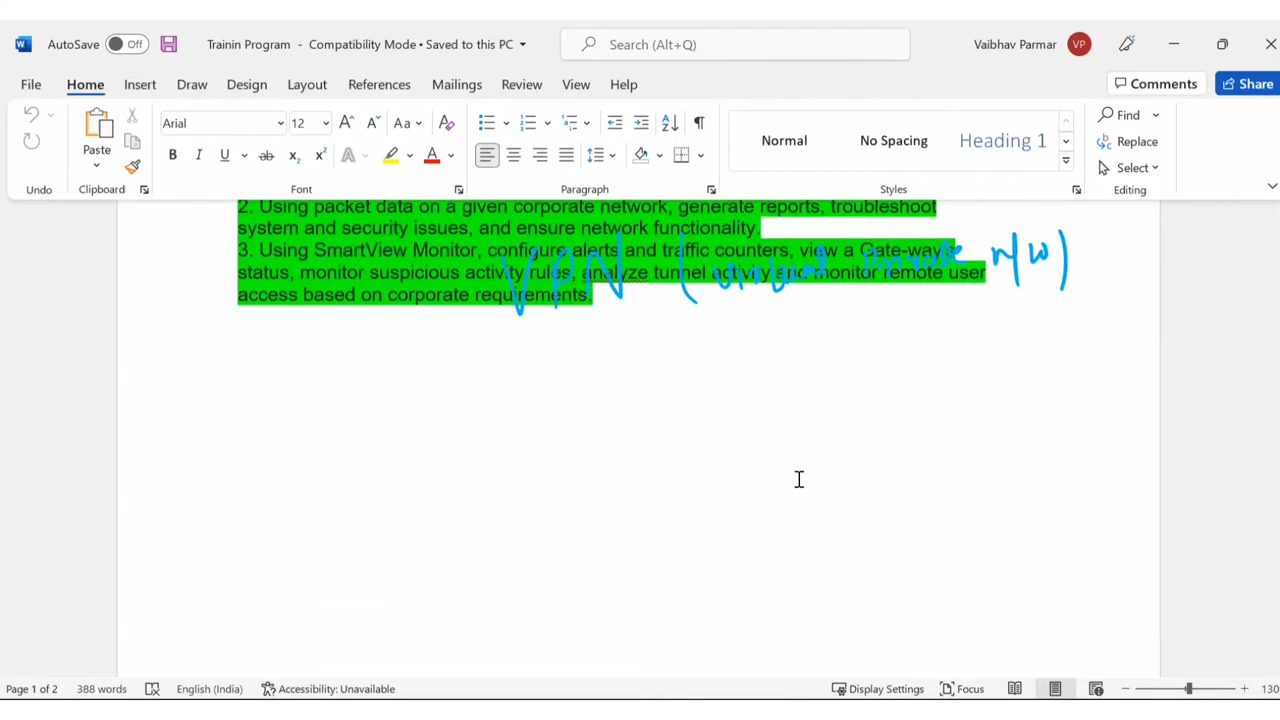 AutoSave Off Trainin Program - Compatibility Mode • Saved to this PC Search (Alt+Q) Vaibhav Parmar VP
File Home Insert Draw Design Layout References Mailings Review View Help Comments Share
Arial 12 Aa
Paste
Normal No Spacing Heading 1
Find
Replace
Select
Undo Clipboard Font Paragraph Styles Editing
2. Using packet data on a given corporate network, generate reports, troubleshoot
system and security issues, and ensure network functionality.
3. Using SmartView Monitor, configure alerts and traffic counters, view a Gate-way's
status, monitor suspicious activity rules, analyze tunnel activity and monitor remote user
access based on corporate requirements.
VPN (Virtual Private n/w)
Page 1 of 2 388 words English (India) Accessibility: Unavailable Display Settings Focus 130